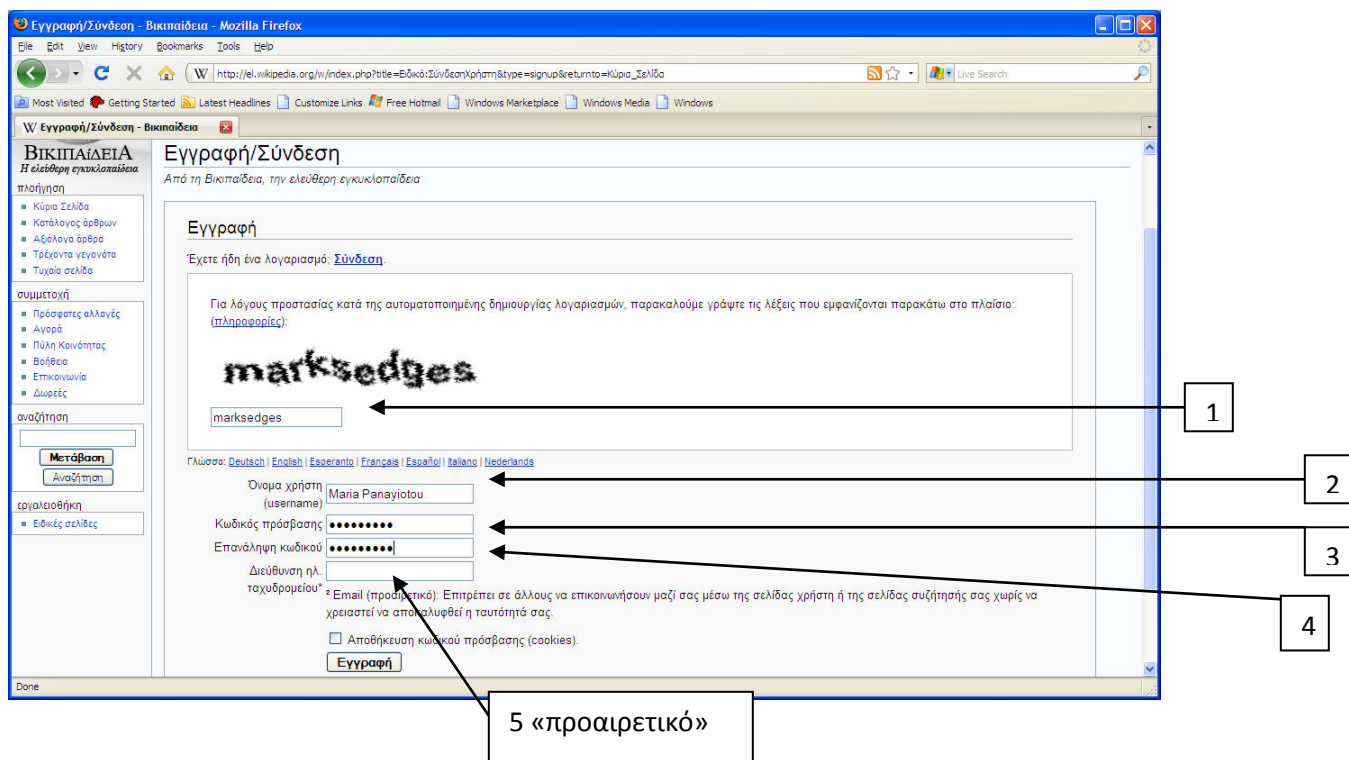 Εγγραφή/Σύνδεση - Βικιπαίδεια - Mozilla Firefox
File Edit View History Bookmarks Tools Help
W http://el.wikipedia.org/w/index.php?title=Ειδικό:ΣύνδεσηΧρήστη&type=signup&returnto=Κύρια_Σελίδα
Live Search
Most Visited Getting Started Latest Headlines Customize Links Free Hotmail Windows Marketplace Windows Media Windows
W Εγγραφή/Σύνδεση - Βικιπαίδεια
ΒΙΚΙΠΑίΔΕΙΑ
Η ελεύθερη εγκυκλοπαίδεια
πλοήγηση
Κύρια Σελίδα
Κατάλογος άρθρων
Αξιόλογα άρθρα
Τρέχοντα γεγονότα
Τυχαία σελίδα
συμμετοχή
Πρόσφατες αλλαγές
Αγορά
Πύλη Κοινότητας
Βοήθεια
Επικοινωνία
Δωρεές
αναζήτηση
Μετάβαση
Αναζήτηση
εργαλειοθήκη
Ειδικές σελίδες
Εγγραφή/Σύνδεση
Από τη Βικιπαίδεια, την ελεύθερη εγκυκλοπαίδεια
Εγγραφή
Έχετε ήδη ένα λογαριασμό; Σύνδεση.
Για λόγους προστασίας κατά της αυτοματοποιημένης δημιουργίας λογαριασμών, παρακαλούμε γράψτε τις λέξεις που εμφανίζονται παρακάτω στο πλαίσιο:
(πληροφορίες):
marksedges
marksedges
1
Γλώσσα: Deutsch | English | Esperanto | Français | Español | Italiano | Nederlands
Όνομα χρήστη
(username)
Maria Panayiotou
2
Κωδικός πρόσβασης •••••••••
3
Επανάληψη κωδικού •••••••••
4
Διεύθυνση ηλ.
ταχυδρομείου*
² Email (προαιρετικό): Επιτρέπει σε άλλους να επικοινωνήσουν μαζί σας μέσω της σελίδας χρήστη ή της σελίδας συζήτησής σας χωρίς να
χρειαστεί να αποκαλυφθεί η ταυτότητά σας.
Αποθήκευση κωδικού πρόσβασης (cookies).
Εγγραφή
Done
5 «προαιρετικό»